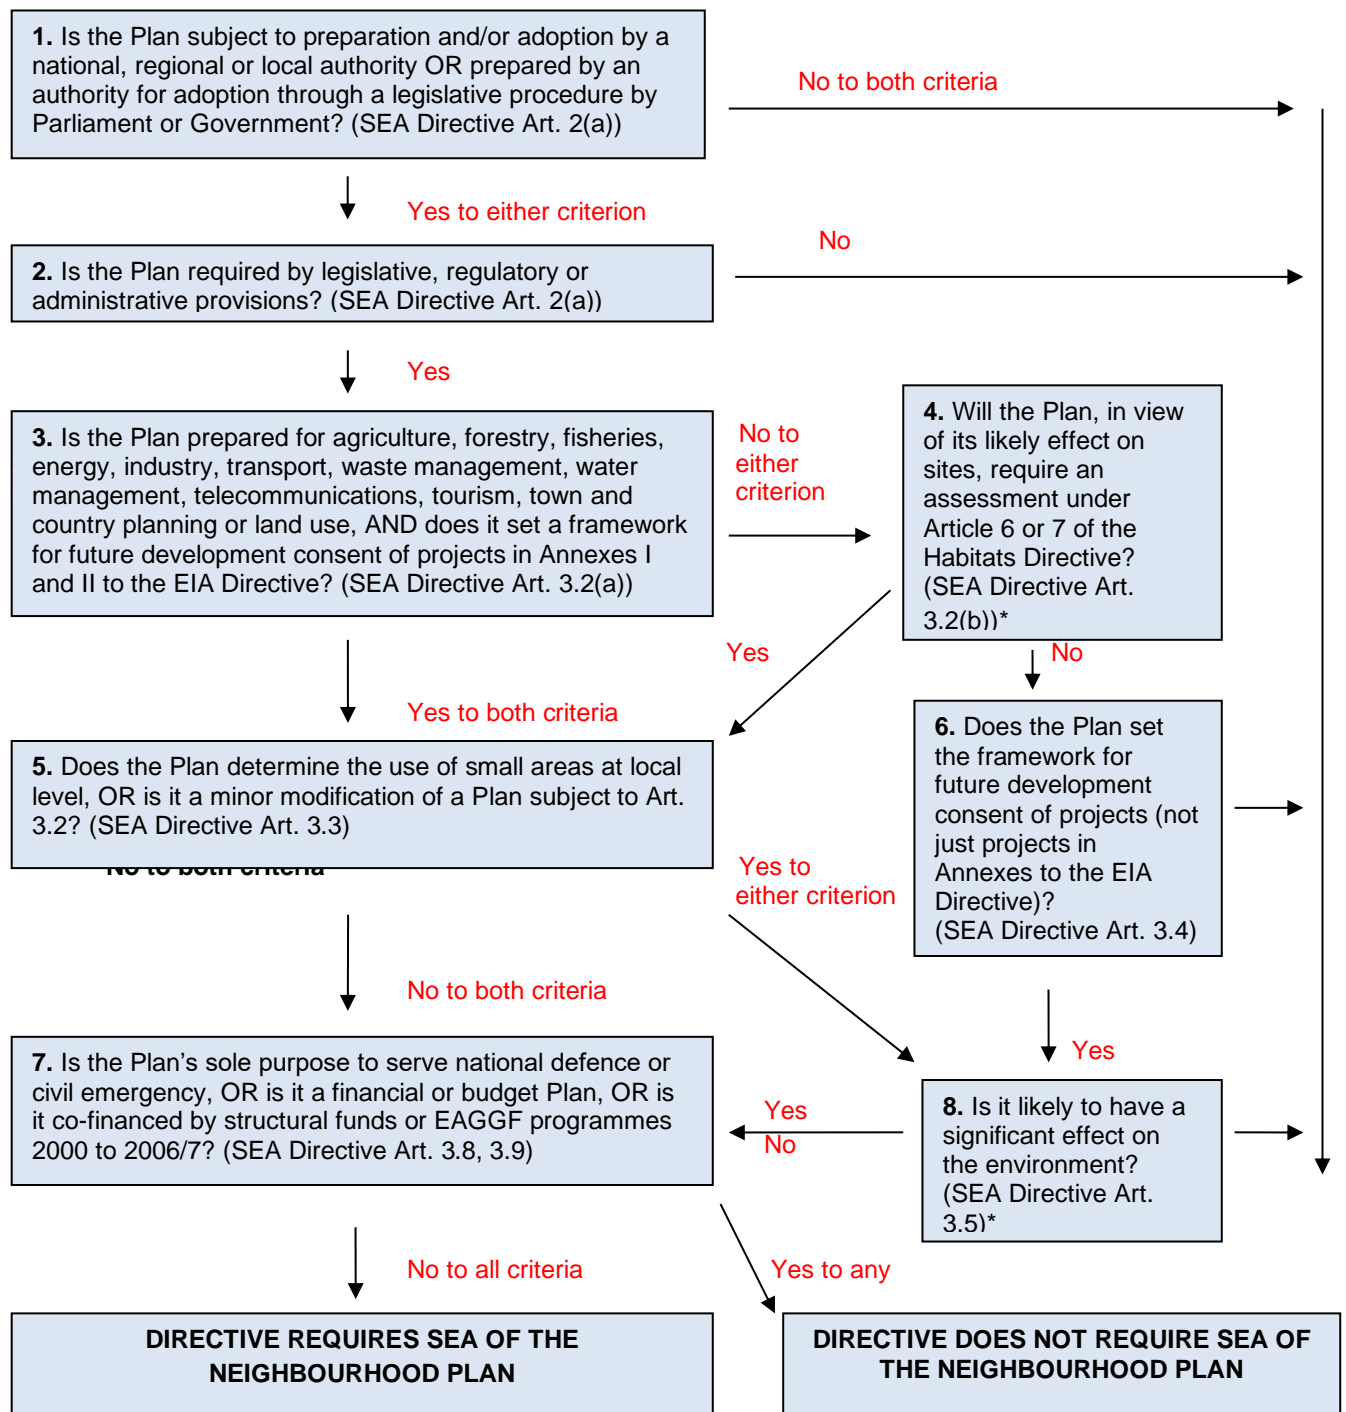 1. Is the Plan subject to preparation and/or adoption by a
national, regional or local authority OR prepared by an
authority for adoption through a legislative procedure by
Parliament or Government? (SEA Directive Art. 2(a))
No to both criteria
Yes to either criterion
No
2. Is the Plan required by legislative, regulatory or
administrative provisions? (SEA Directive Art. 2(a))
Yes
3. Is the Plan prepared for agriculture, forestry, fisheries,
energy, industry, transport, waste management, water
management, telecommunications, tourism, town and
country planning or land use, AND does it set a framework
for future development consent of projects in Annexes I
and II to the EIA Directive? (SEA Directive Art. 3.2(a))
No to
either
criterion
4. Will the Plan, in view
of its likely effect on
sites, require an
assessment under
Article 6 or 7 of the
Habitats Directive?
(SEA Directive Art.
3.2(b))*
Yes
No
Yes to both criteria
5. Does the Plan determine the use of small areas at local
level, OR is it a minor modification of a Plan subject to Art.
3.2? (SEA Directive Art. 3.3)
No to both criteria
Yes to
either criterion
6. Does the Plan set
the framework for
future development
consent of projects (not
just projects in
Annexes to the EIA
Directive)?
(SEA Directive Art. 3.4)
No to both criteria
Yes
7. Is the Plan’s sole purpose to serve national defence or
civil emergency, OR is it a financial or budget Plan, OR is
it co-financed by structural funds or EAGGF programmes
2000 to 2006/7? (SEA Directive Art. 3.8, 3.9)
Yes
No
8. Is it likely to have a
significant effect on
the environment?
(SEA Directive Art.
3.5)*
No to all criteria
Yes to any
DIRECTIVE REQUIRES SEA OF THE
NEIGHBOURHOOD PLAN
DIRECTIVE DOES NOT REQUIRE SEA OF
THE NEIGHBOURHOOD PLAN